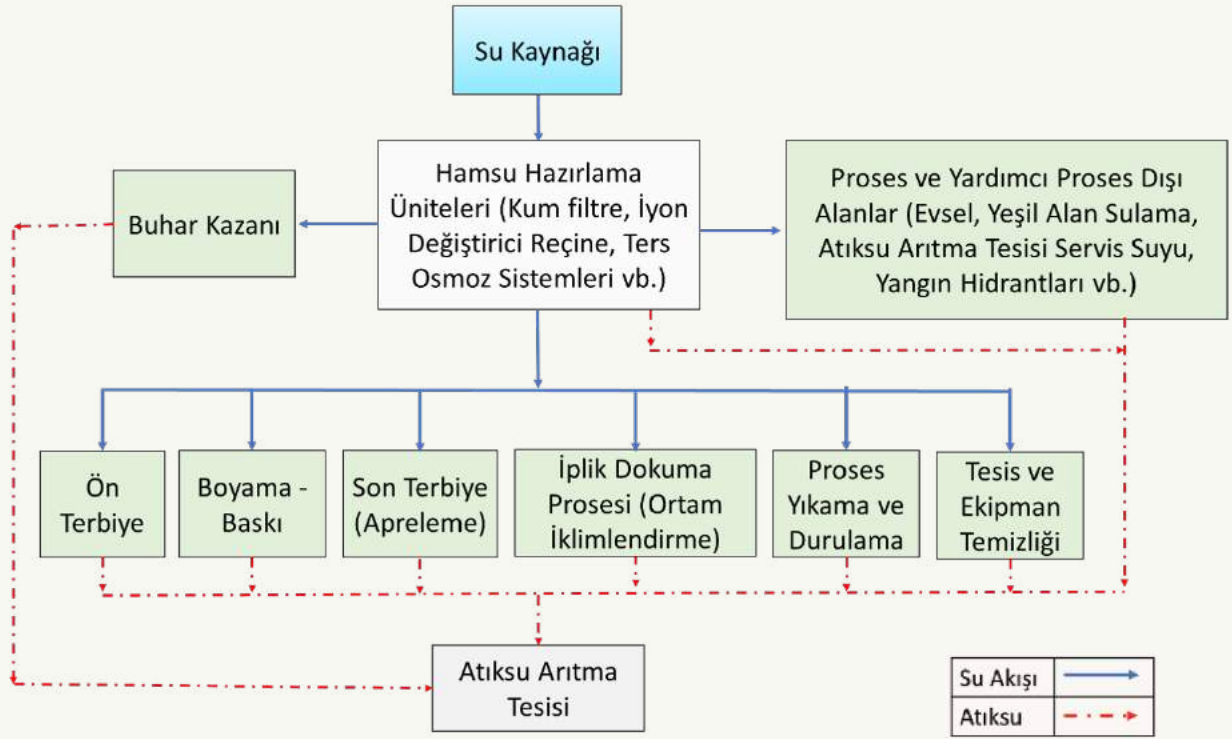 Su Kaynağı
Hamsu Hazırlama
Üniteleri (Kum filtre, İyon
Değiştirici Reçine, Ters
Osmoz Sistemleri vb.)
Buhar Kazanı
Proses ve Yardımcı Proses Dışı
Alanlar (Evsel, Yeşil Alan Sulama,
Atıksu Arıtma Tesisi Servis Suyu,
Yangın Hidrantları vb.)
Ön
Terbiye
Boyama -
Baskı
Son Terbiye
(Apreleme)
İplik Dokuma
Prosesi (Ortam
İklimlendirme)
Proses
Yıkama ve
Durulama
Tesis ve
Ekipman
Temizliği
Atıksu Arıtma
Tesisi
Su Akışı
Atıksu